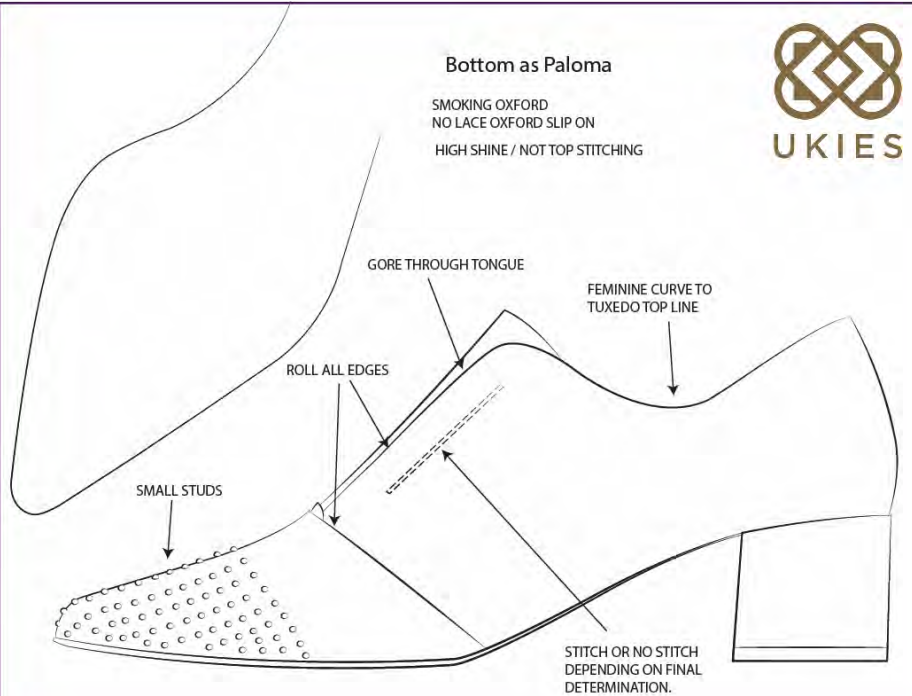 Bottom as Paloma
SMOKING OXFORD
NO LACE OXFORD SLIP ON
HIGH SHINE / NOT TOP STITCHING
UKIES
GORE THROUGH TONGUE
FEMININE CURVE TO
TUXEDO TOP LINE
ROLL ALL EDGES
SMALL STUDS
STITCH OR NO STITCH
DEPENDING ON FINAL
DETERMINATION.